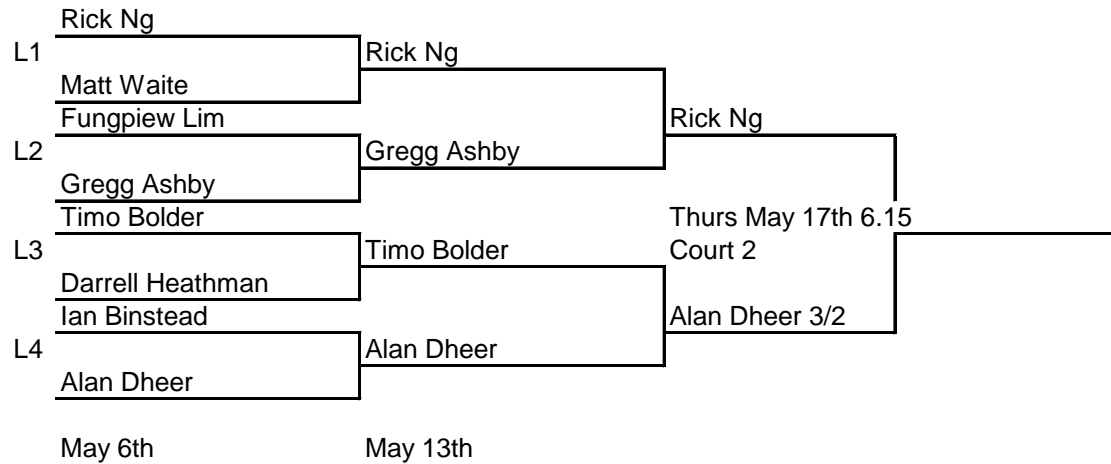 Rick Ng
L1
Rick Ng
Matt Waite
Fungpiew Lim
Rick Ng
L2
Gregg Ashby
Gregg Ashby
Timo Bolder
Thurs May 17th 6.15
L3
Timo Bolder
Court 2
Darrell Heathman
Ian Binstead
Alan Dheer 3/2
L4
Alan Dheer
Alan Dheer
May 6th
May 13th